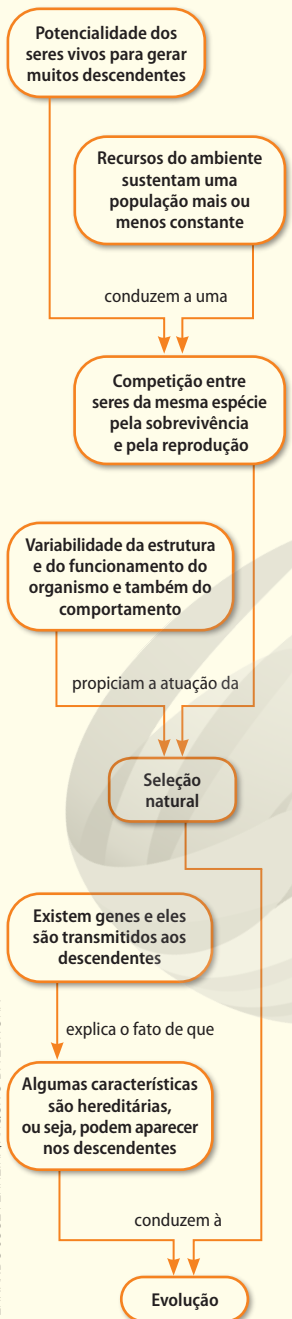 Potencialidade dos
seres vivos para gerar
muitos descendentes
Recursos do ambiente
sustentam uma
população mais ou
menos constante
conduzem a uma
Competição entre
seres da mesma espécie
pela sobrevivência
e pela reprodução
Variabilidade da estrutura
e do funcionamento do
organismo e também do
comportamento
propiciam a atuação da
Seleção
natural
Existem genes e eles
são transmitidos aos
descendentes
explica o fato de que
Algumas características
são hereditárias,
ou seja, podem aparecer
nos descendentes
conduzem à
Evolução